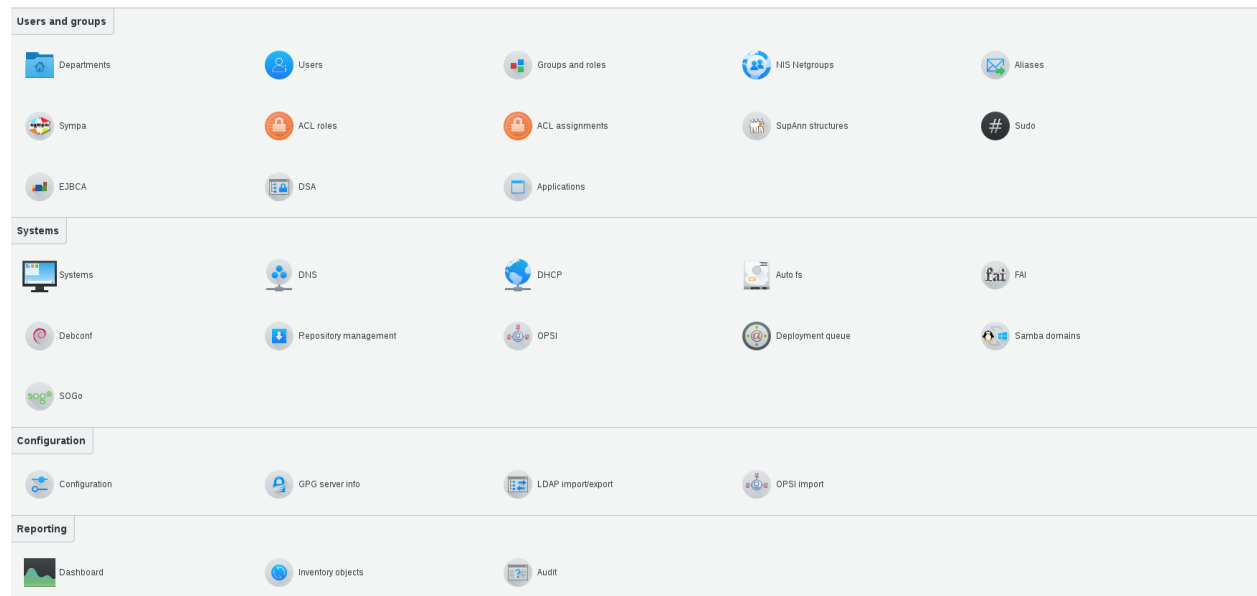 Users and groups
Departments
Users
Groups and roles
NIS Netgroups
Aliases
Sympa
ACL roles
ACL assignments
SupAnn structures
# Sudo
EJBCA
DSA
Applications
Systems
Systems
DNS
DHCP
Auto fs
fai FAI
Debconf
Repository management
OPSI
Deployment queue
Samba domains
SOGo SOGo
Configuration
Configuration
GPG server info
LDAP import/export
OPSI import
Reporting
Dashboard
Inventory objects
Audit